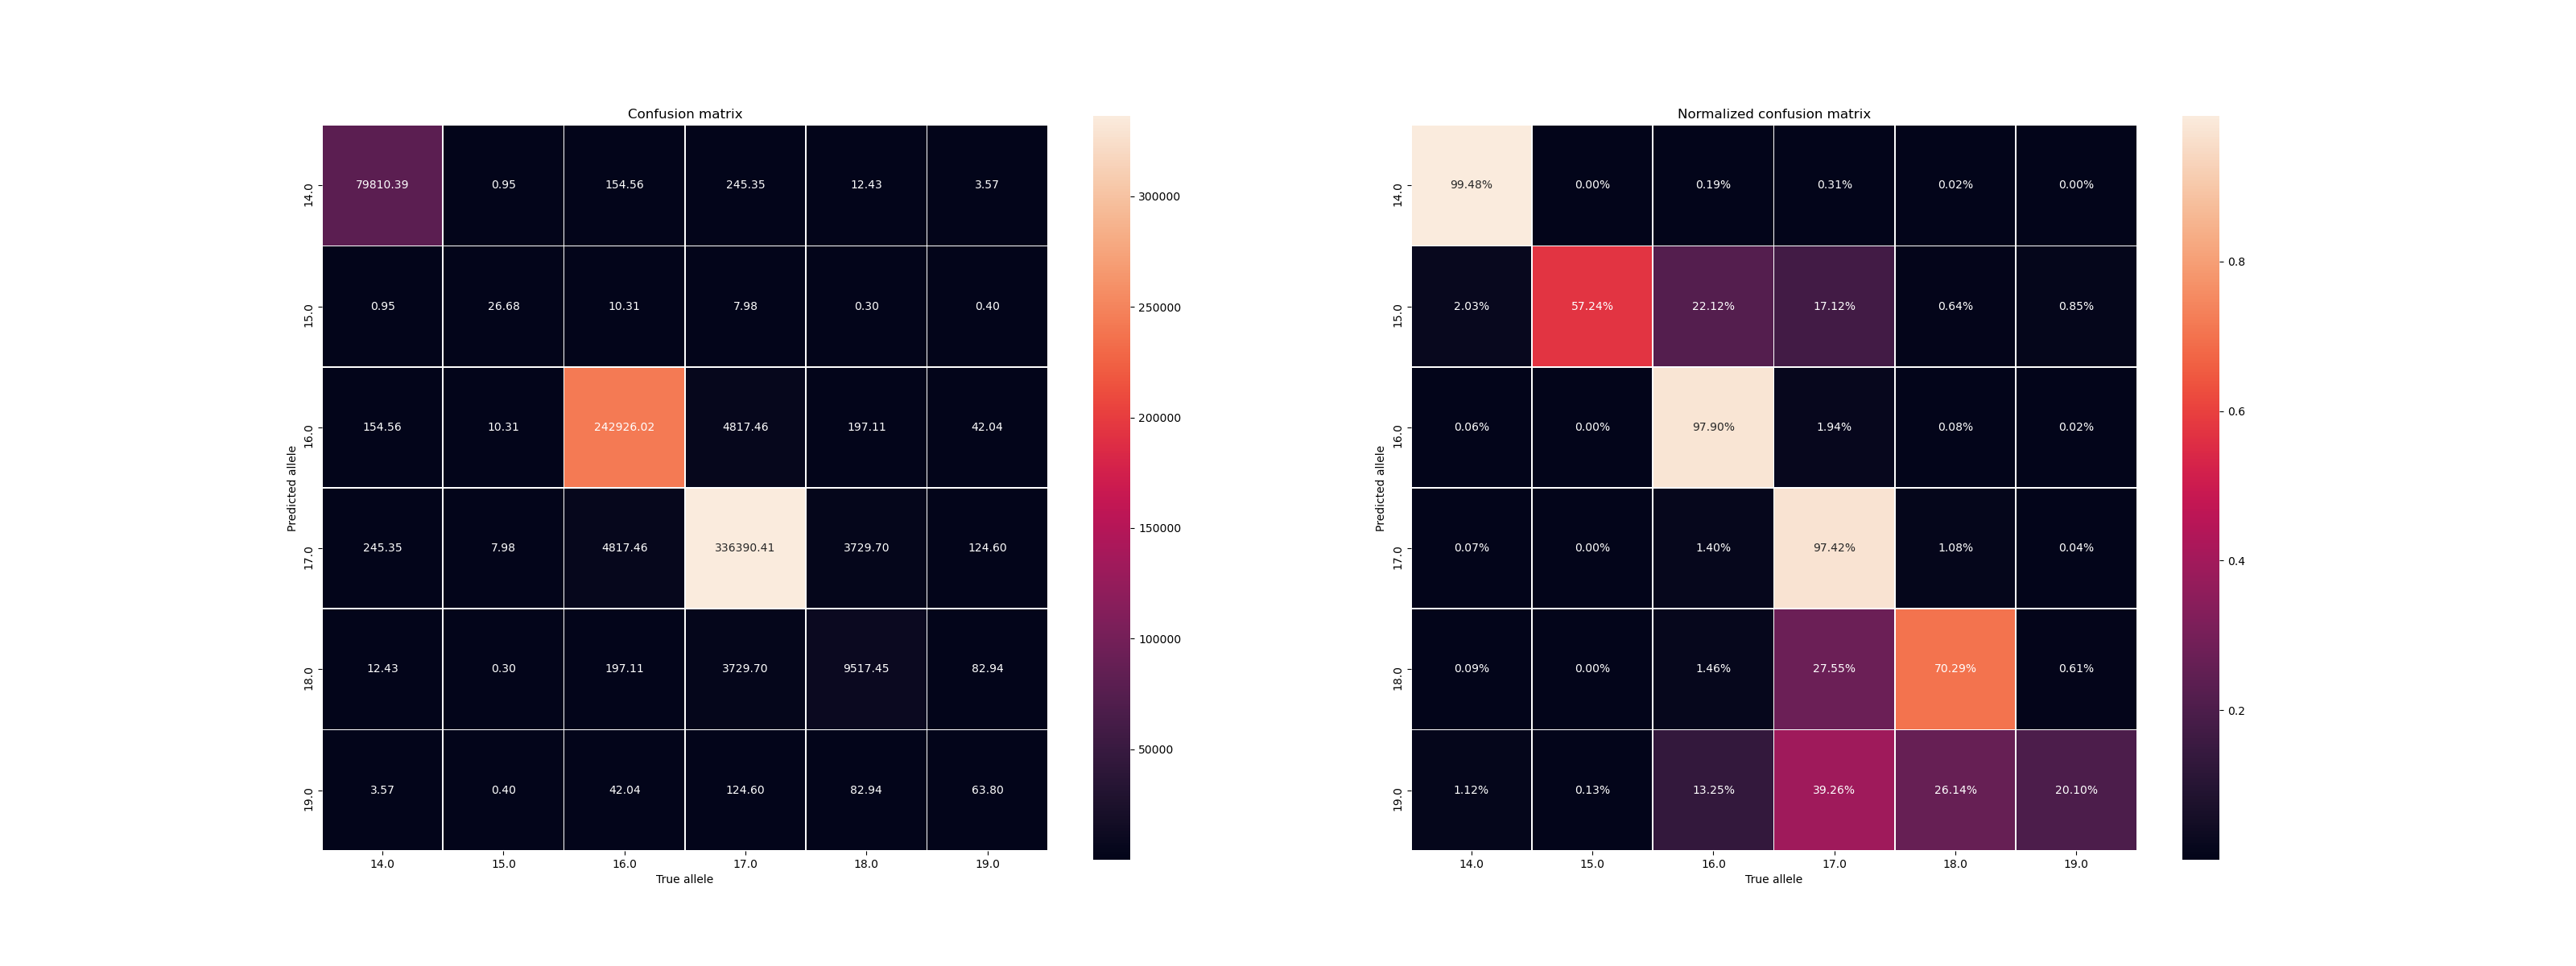 Confusion matrix
14.0 79810.39 0.95 154.56 245.35 12.43 3.57
15.0 0.95 26.68 10.31 7.98 0.30 0.40
16.0 154.56 10.31 242926.02 4817.46 197.11 42.04
17.0 245.35 7.98 4817.46 336390.41 3729.70 124.60
18.0 12.43 0.30 197.11 3729.70 9517.45 82.94
19.0 3.57 0.40 42.04 124.60 82.94 63.80
Predicted allele
14.0 15.0 16.0 17.0 18.0 19.0
True allele
300000
250000
200000
150000
100000
50000
Normalized confusion matrix
14.0 99.48% 0.00% 0.19% 0.31% 0.02% 0.00%
15.0 2.03% 57.24% 22.12% 17.12% 0.64% 0.85%
16.0 0.06% 0.00% 97.90% 1.94% 0.08% 0.02%
17.0 0.07% 0.00% 1.40% 97.42% 1.08% 0.04%
18.0 0.09% 0.00% 1.46% 27.55% 70.29% 0.61%
19.0 1.12% 0.13% 13.25% 39.26% 26.14% 20.10%
Predicted allele
14.0 15.0 16.0 17.0 18.0 19.0
True allele
0.8
0.6
0.4
0.2